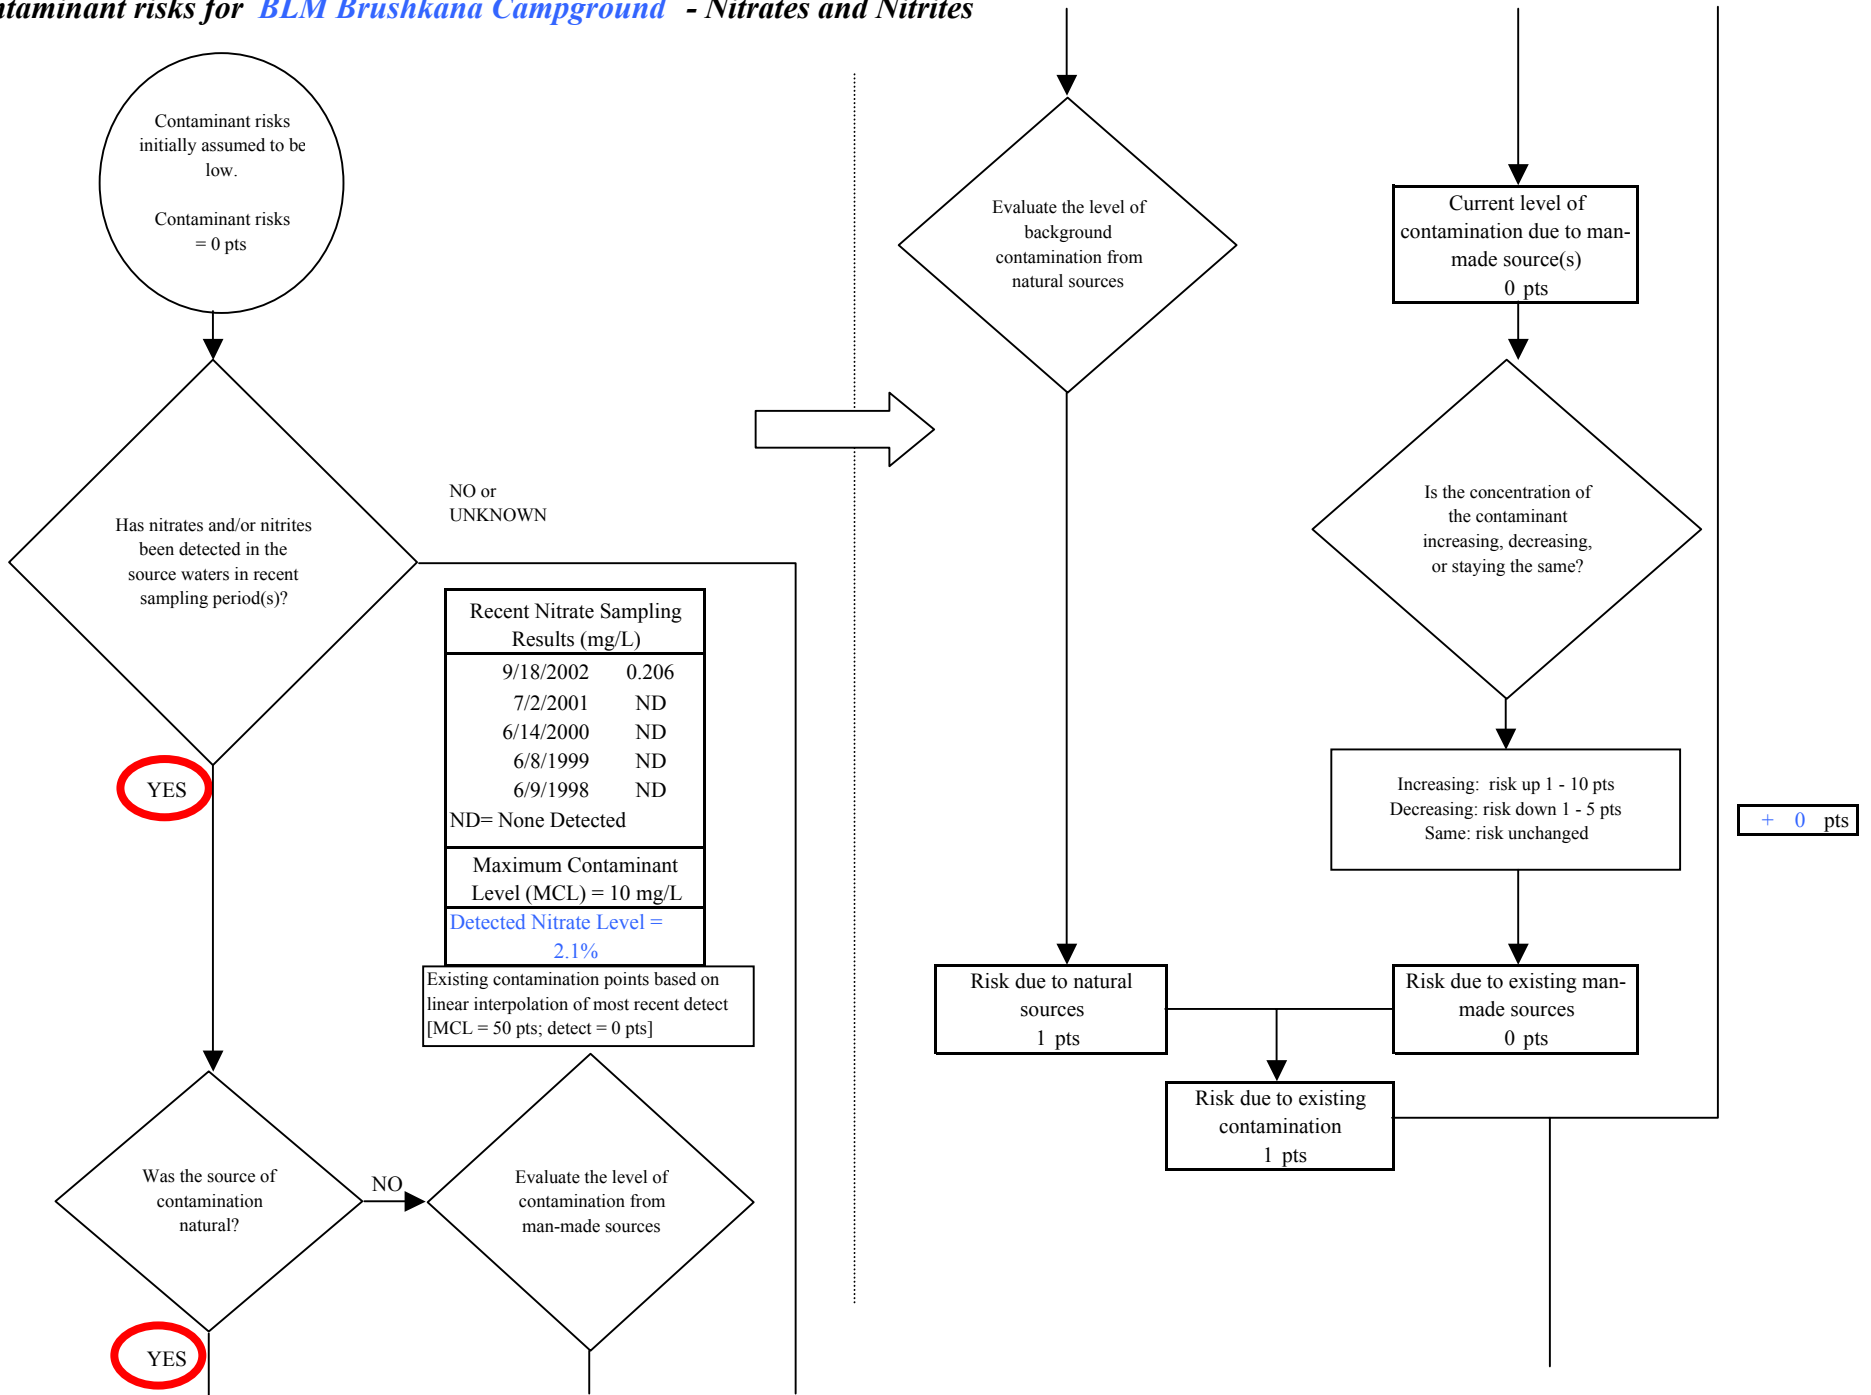 ntaminant risks for BLM Brushkana Campground - Nitrates and Nitrites
Contaminant risks
initially assumed to be
low.
Contaminant risks
= 0 pts
Has nitrates and/or nitrites
been detected in the
source waters in recent
sampling period(s)?
NO or
UNKNOWN
YES
Recent Nitrate Sampling
Results (mg/L)
9/18/2002 0.206
7/2/2001 ND
6/14/2000 ND
6/8/1999 ND
6/9/1998 ND
ND= None Detected
Maximum Contaminant
Level (MCL) = 10 mg/L
Detected Nitrate Level =
2.1%
Existing contamination points based on
linear interpolation of most recent detect
[MCL = 50 pts; detect = 0 pts]
Was the source of
contamination
natural?
NO
YES
Evaluate the level of
contamination from
man-made sources
Evaluate the level of
background
contamination from
natural sources
Current level of
contamination due to man-
made source(s)
0 pts
Is the concentration of
the contaminant
increasing, decreasing,
or staying the same?
Increasing: risk up 1 - 10 pts
Decreasing: risk down 1 - 5 pts
Same: risk unchanged
+ 0 pts
Risk due to natural
sources
1 pts
Risk due to existing man-
made sources
0 pts
Risk due to existing
contamination
1 pts